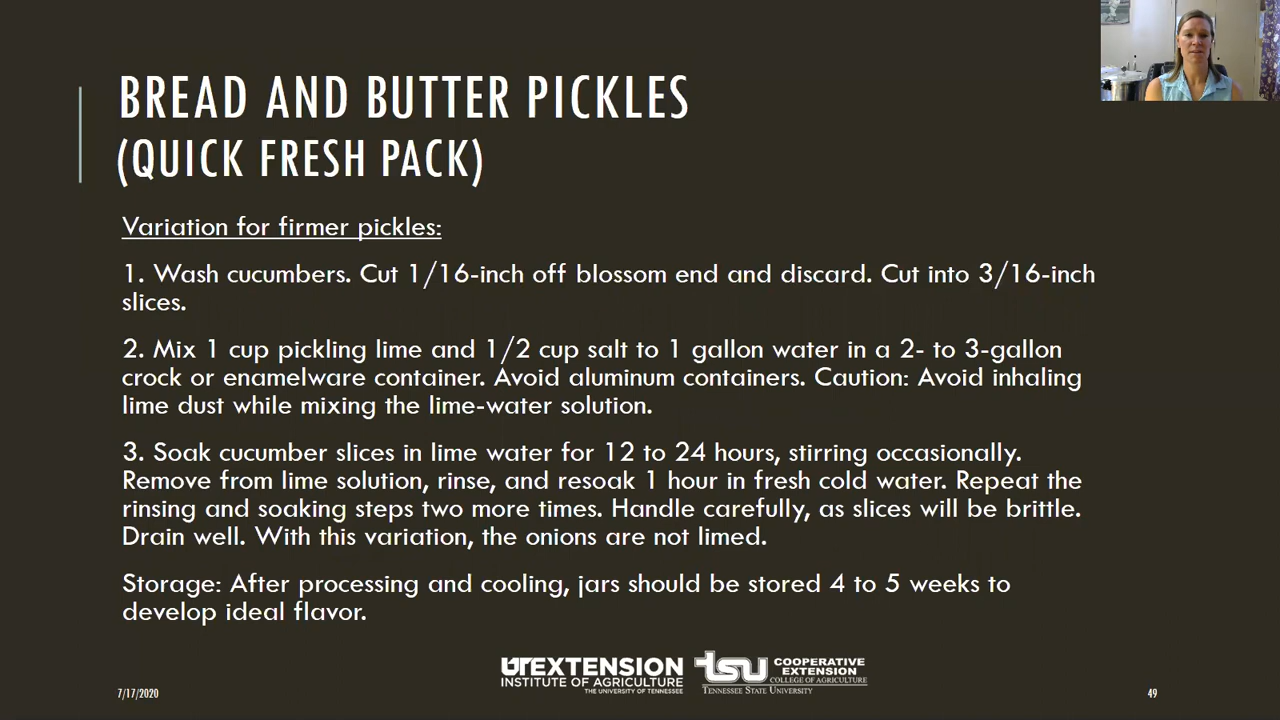 BREAD AND BUTTER PICKLES
(QUICK FRESH PACK)
Variation for firmer pickles:
1. Wash cucumbers. Cut 1/16-inch off blossom end and discard. Cut into 3/16-inch
slices.
2. Mix 1 cup pickling lime and 1/2 cup salt to 1 gallon water in a 2- to 3-gallon
crock or enamelware container. Avoid aluminum containers. Caution: Avoid inhaling
lime dust while mixing the lime-water solution.
3. Soak cucumber slices in lime water for 12 to 24 hours, stirring occasionally.
Remove from lime solution, rinse, and resoak 1 hour in fresh cold water. Repeat the
rinsing and soaking steps two more times. Handle carefully, as slices will be brittle.
Drain well. With this variation, the onions are not limed.
Storage: After processing and cooling, jars should be stored 4 to 5 weeks to
develop ideal flavor.
UTEXTENSION
INSTITUTE OF AGRICULTURE
THE UNIVERSITY OF TENNESSEE
tsu COOPERATIVE
EXTENSION
COLLEGE OF AGRICULTURE
TENNESSEE STATE UNIVERSITY
7/17/2020
49